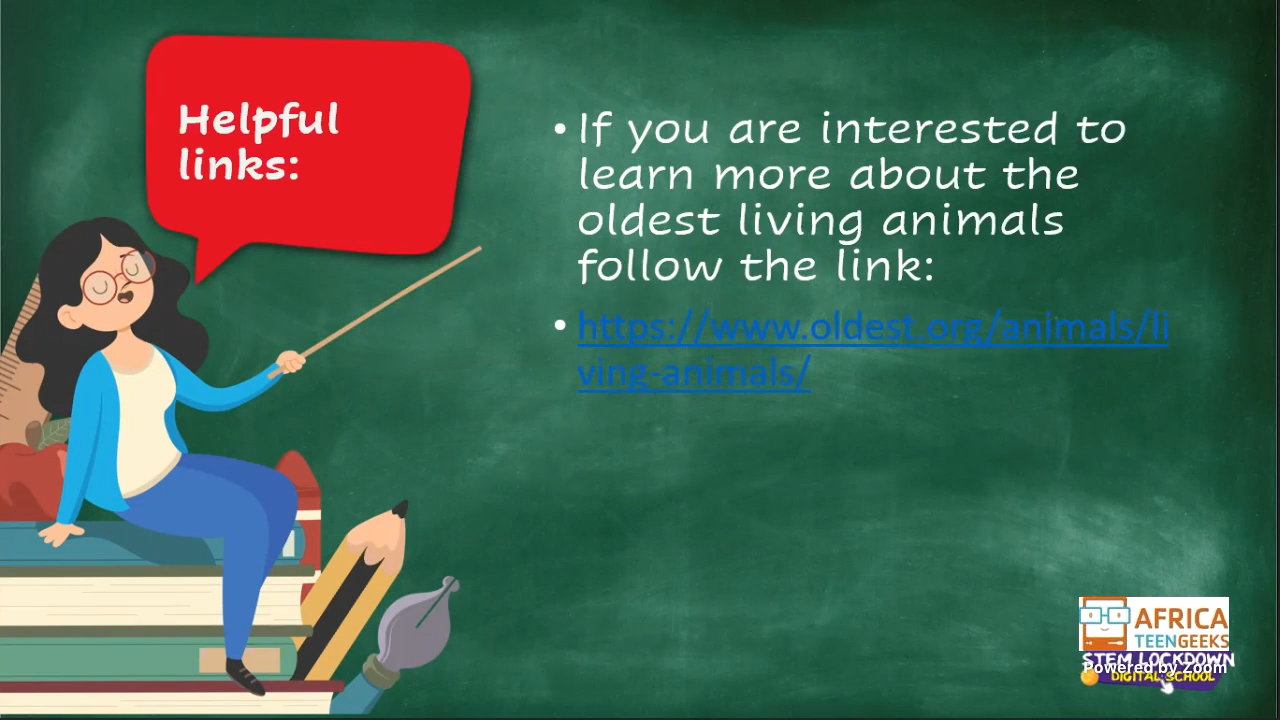 Helpful
links:
• If you are interested to
learn more about the
oldest living animals
follow the link:
• https://www.oldest.org/animals/li
ving-animals/
AFRICA
TEENGEEKS
STEM LOCKDOWN
Powered by Zoom
DIGITAL SCHOOL